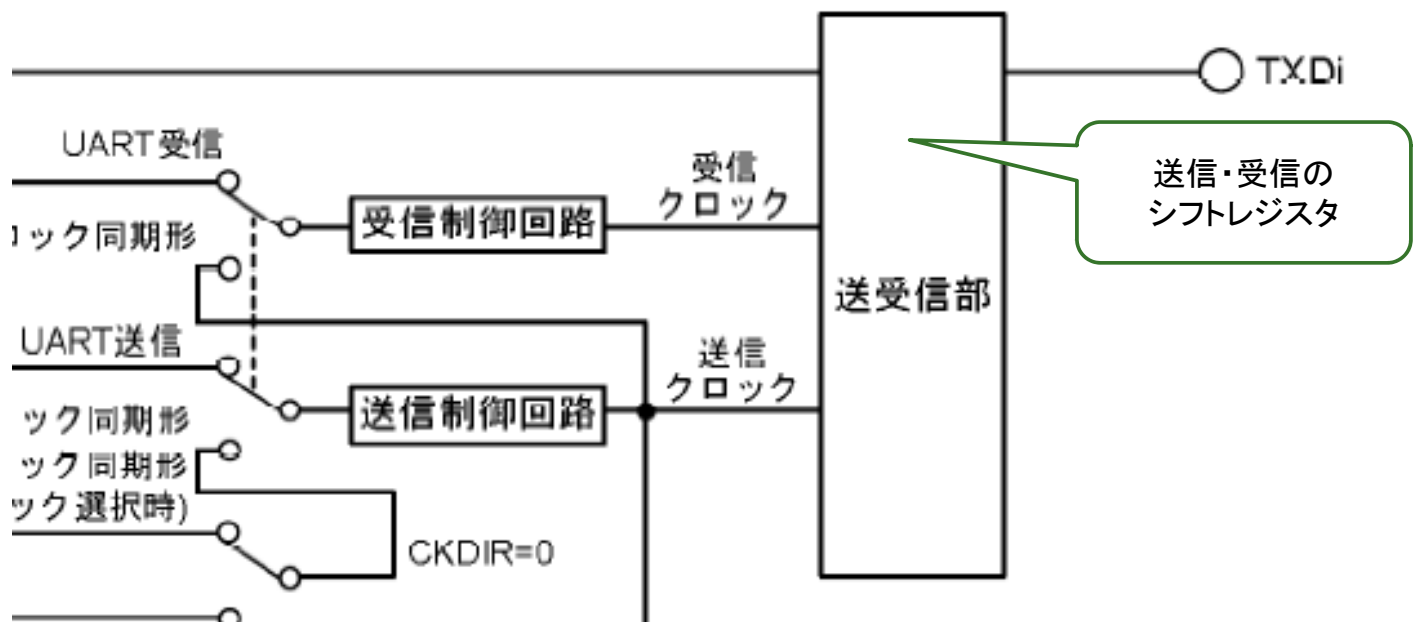 TXDi
UART受信
受信
クロック
送信・受信の
シフトレジスタ
受信制御回路
ロック同期形
送受信部
UART送信
送信
クロック
送信制御回路
ック同期形
ック同期形
ック選択時)
CKDIR=0